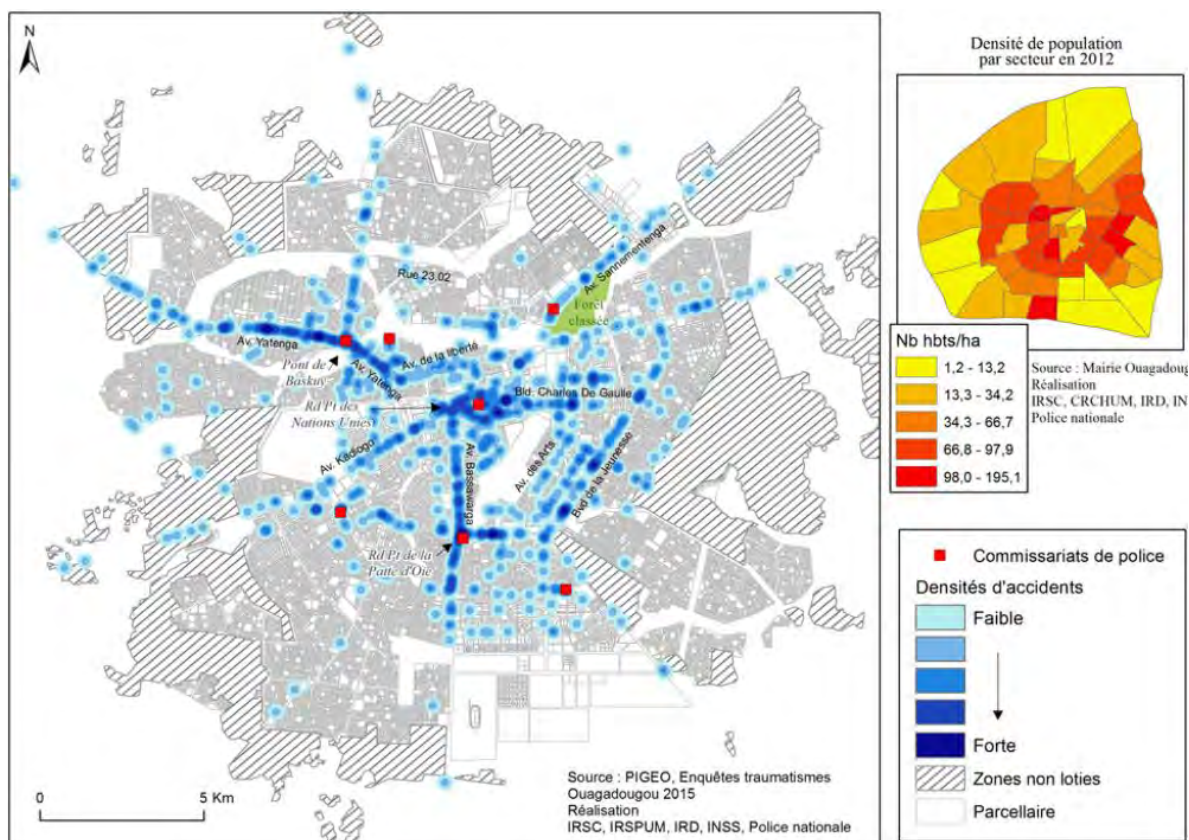 N
Rue 23.02
Av. Sannementenga
Forêt
classée
Av. Yatenga
Pont de
Baskuy
Av. Yatenga
Av. de la liberté
Rd Pt des
Nations Unies
Bld. Charles De Gaulle
Av. Kadiogo
Av. Bassawarga
Av. des Arts
Bvd de la Jeunesse
Rd Pt de la
Patte d'Oie
0 5 Km
Source : PIGEO, Enquêtes traumatismes
Ouagadougou 2015
Réalisation
IRSC, IRSPUM, IRD, INSS, Police nationale
Densité de population
par secteur en 2012
Nb hbts/ha
1,2 - 13,2
13,3 - 34,2
34,3 - 66,7
66,8 - 97,9
98,0 - 195,1
Source : Mairie Ouagadoug
Réalisation
IRSC, CRCHUM, IRD, IN
Police nationale
Commissariats de police
Densités d'accidents
Faible
Forte
Zones non loties
Parcellaire